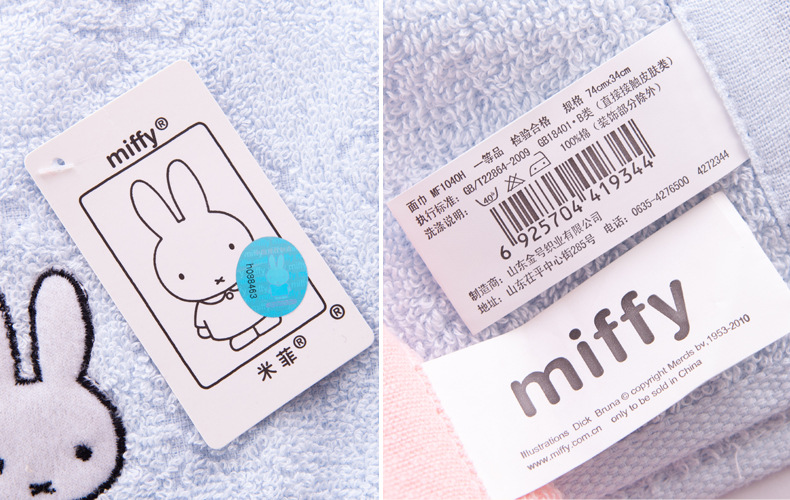 miffy®
h088463
®
米菲®
面巾 MF1040H 一等品 检验合格 规格 74cmx34cm
执行标准: GB/T22864-2009 GB18401·B类 (直接接触皮肤类)
洗涤说明: 40° 100%棉 (装饰部分除外)
6 925704 419344
制造商: 山东金号织业有限公司
地址: 山东茌平中心街285号 电话: 0635-4276500 4272344
miffy
Illustrations Dick Bruna © copyright Mercis bv,1953-2010
www.miffy.com.cn only to be sold in China